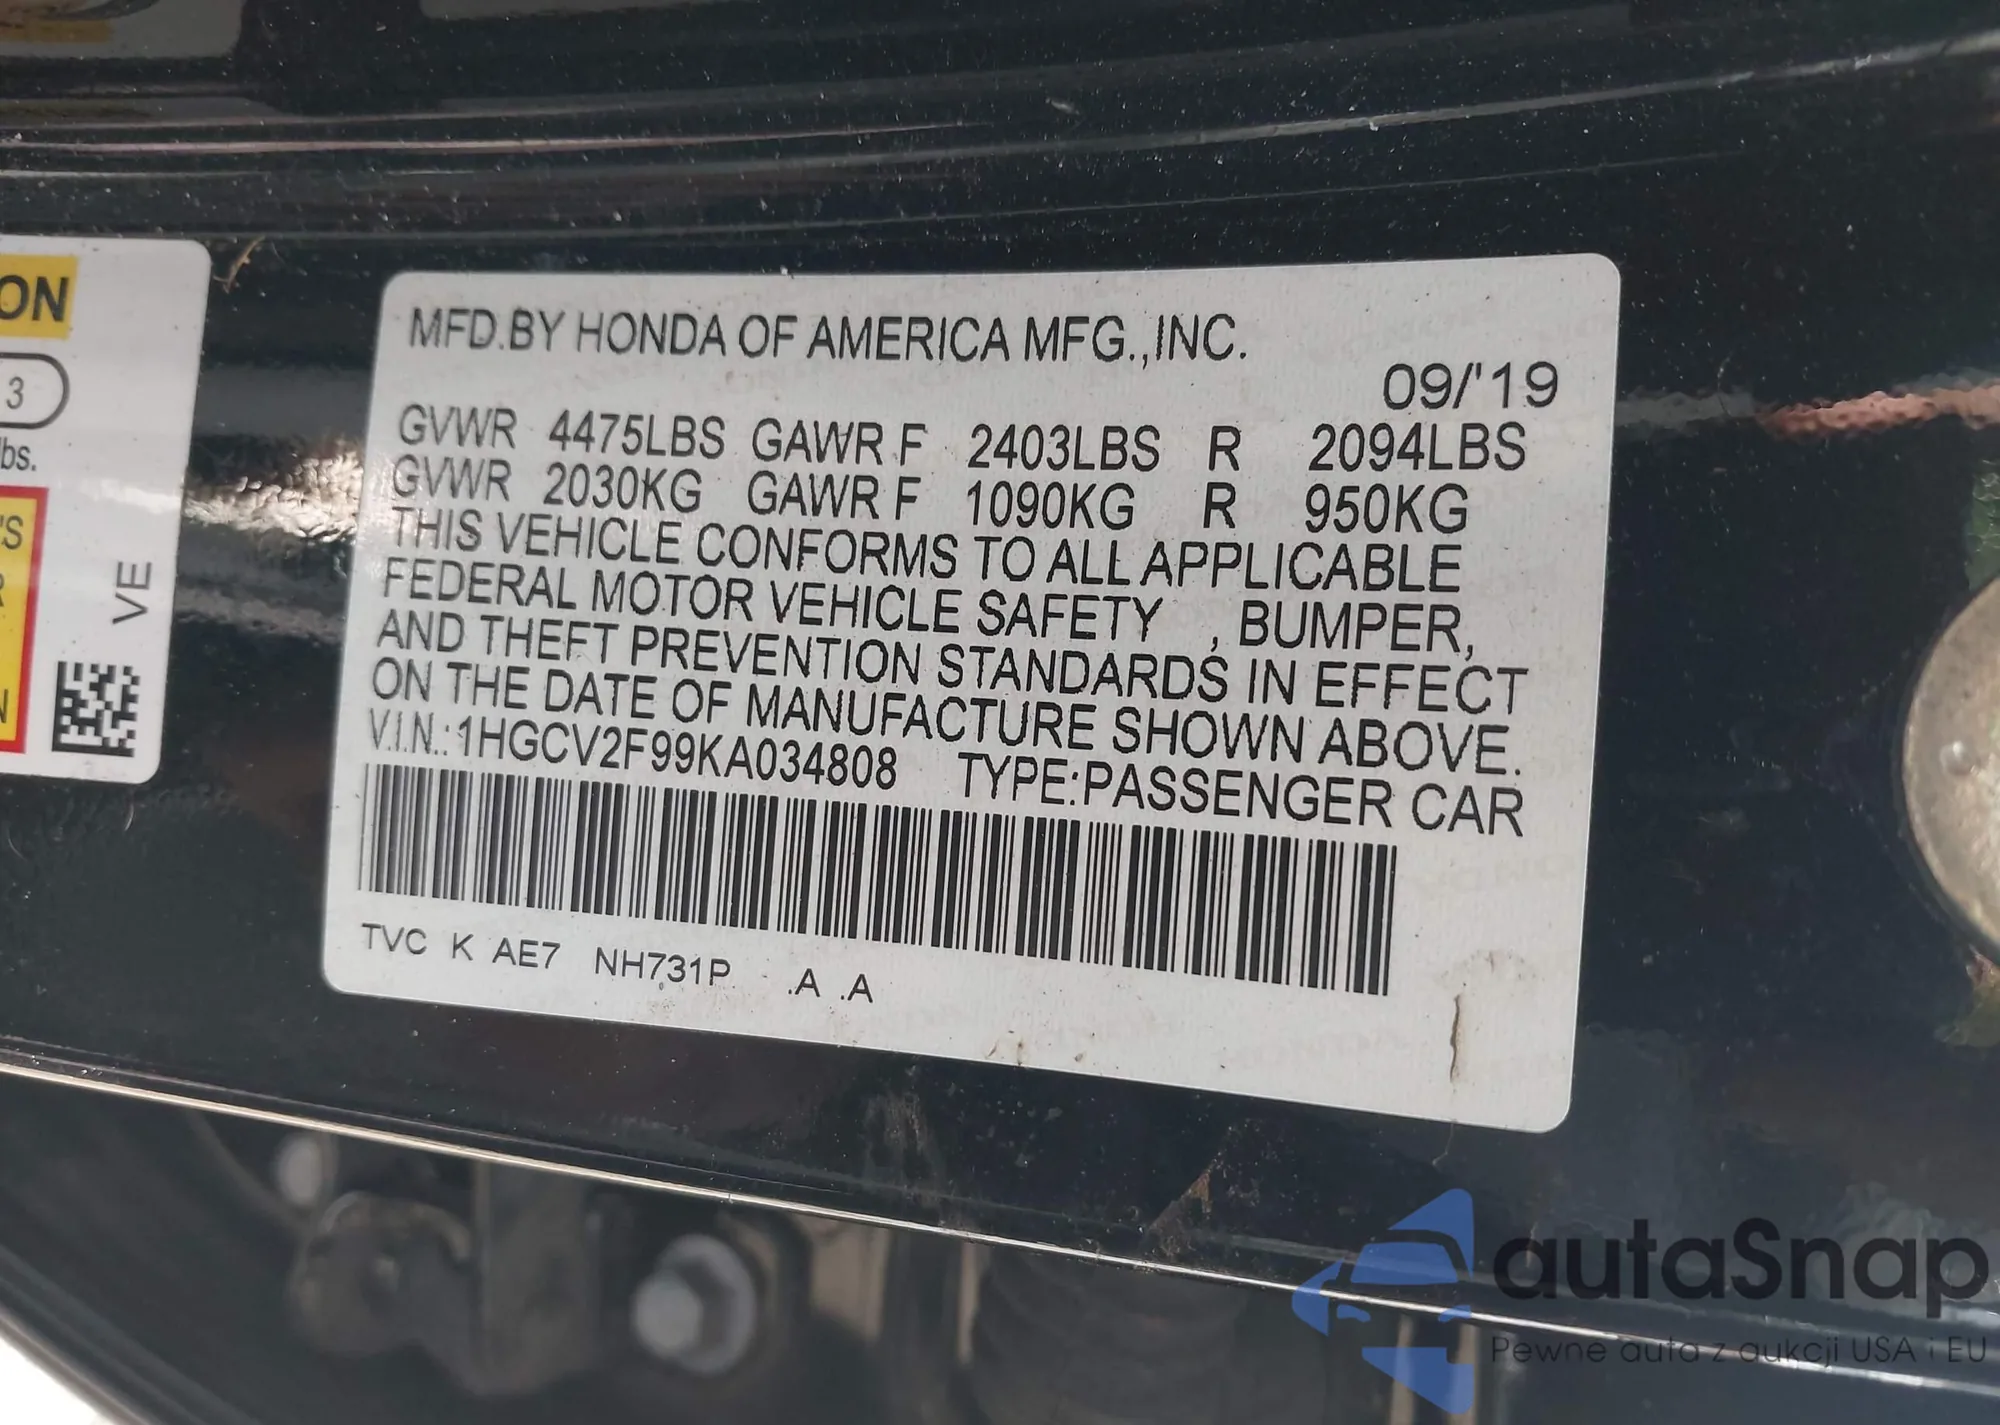 ON
3
lbs.
'S
R
N
VE
MFD.BY HONDA OF AMERICA MFG.,INC.
09/'19
GVWR 4475LBS GAWR F 2403LBS R 2094LBS
GVWR 2030KG GAWR F 1090KG R 950KG
THIS VEHICLE CONFORMS TO ALL APPLICABLE
FEDERAL MOTOR VEHICLE SAFETY , BUMPER,
AND THEFT PREVENTION STANDARDS IN EFFECT
ON THE DATE OF MANUFACTURE SHOWN ABOVE.
V.I.N.: 1HGCV2F99KA034808 TYPE:PASSENGER CAR
TVC K AE7 NH731P .A .A
autaSnap
Pewne auta z aukcji USA i EU